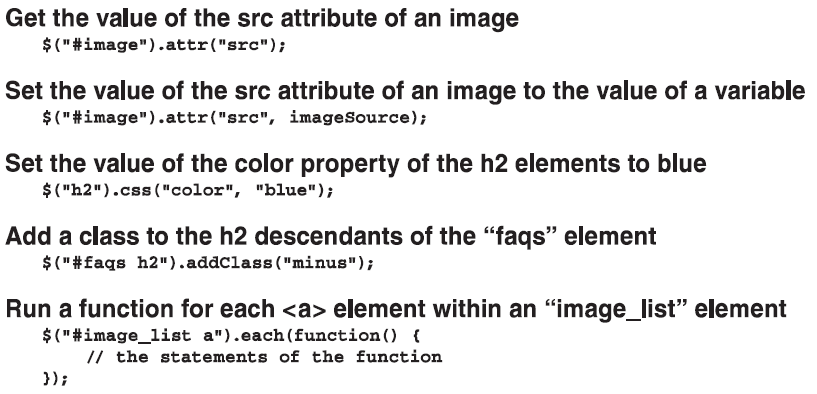 Get the value of the src attribute of an image
$("#image").attr("src");
Set the value of the src attribute of an image to the value of a variable
$("#image").attr("src", imageSource);
Set the value of the color property of the h2 elements to blue
$("h2").css("color", "blue");
Add a class to the h2 descendants of the “faqs” element
$("#faqs h2").addClass("minus");
Run a function for each <a> element within an “image_list” element
$("#image_list a").each(function() {
// the statements of the function
});